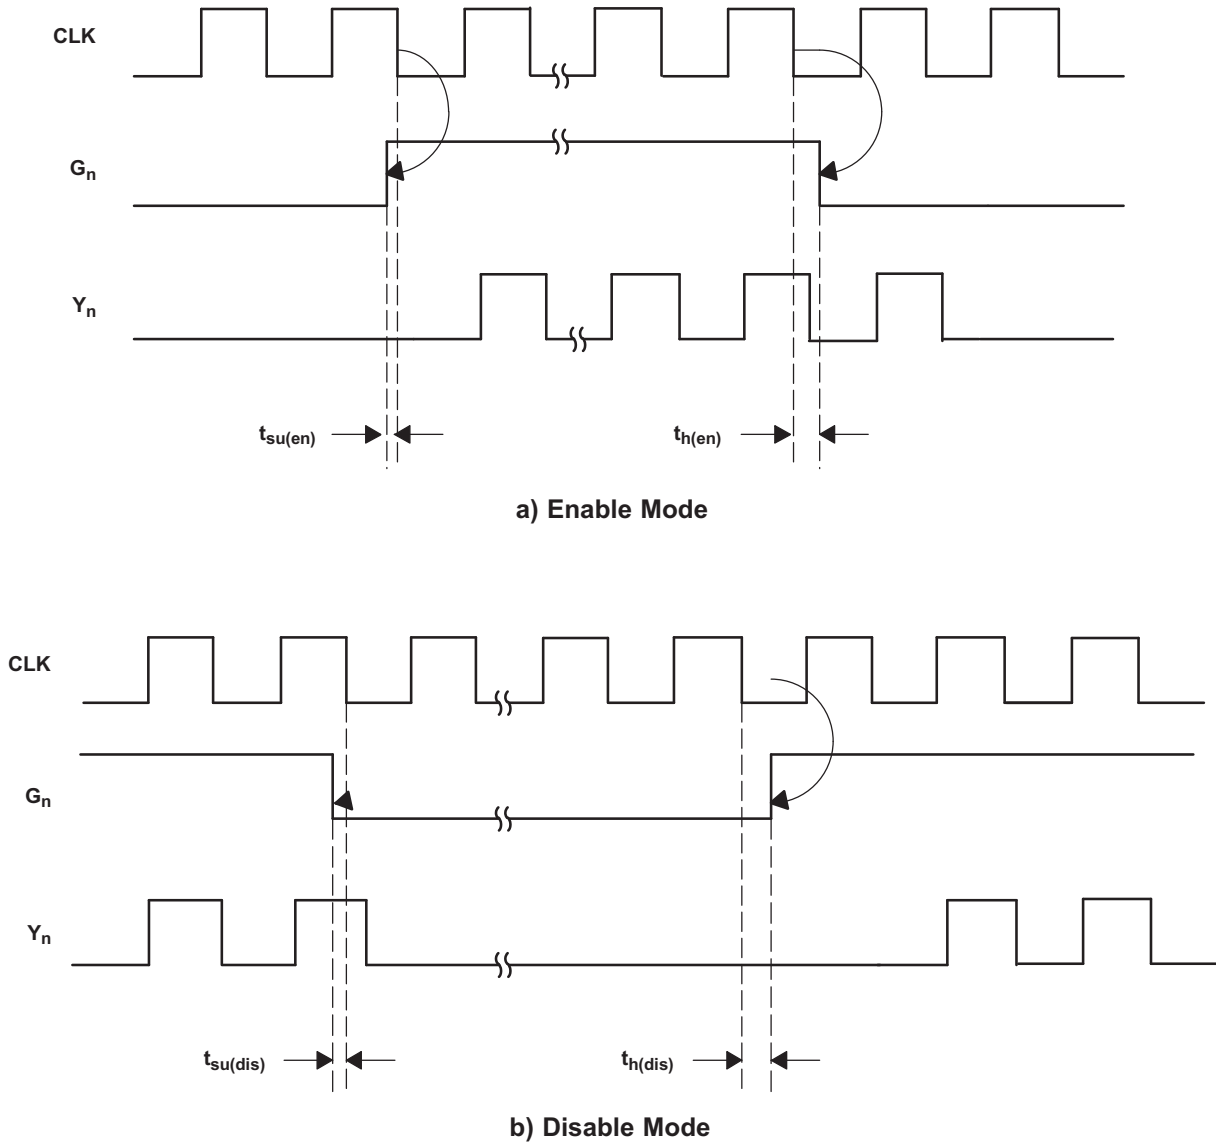 CLK
Gn
Yn
tsu(en)
th(en)
a) Enable Mode
CLK
Gn
Yn
tsu(dis)
th(dis)
b) Disable Mode